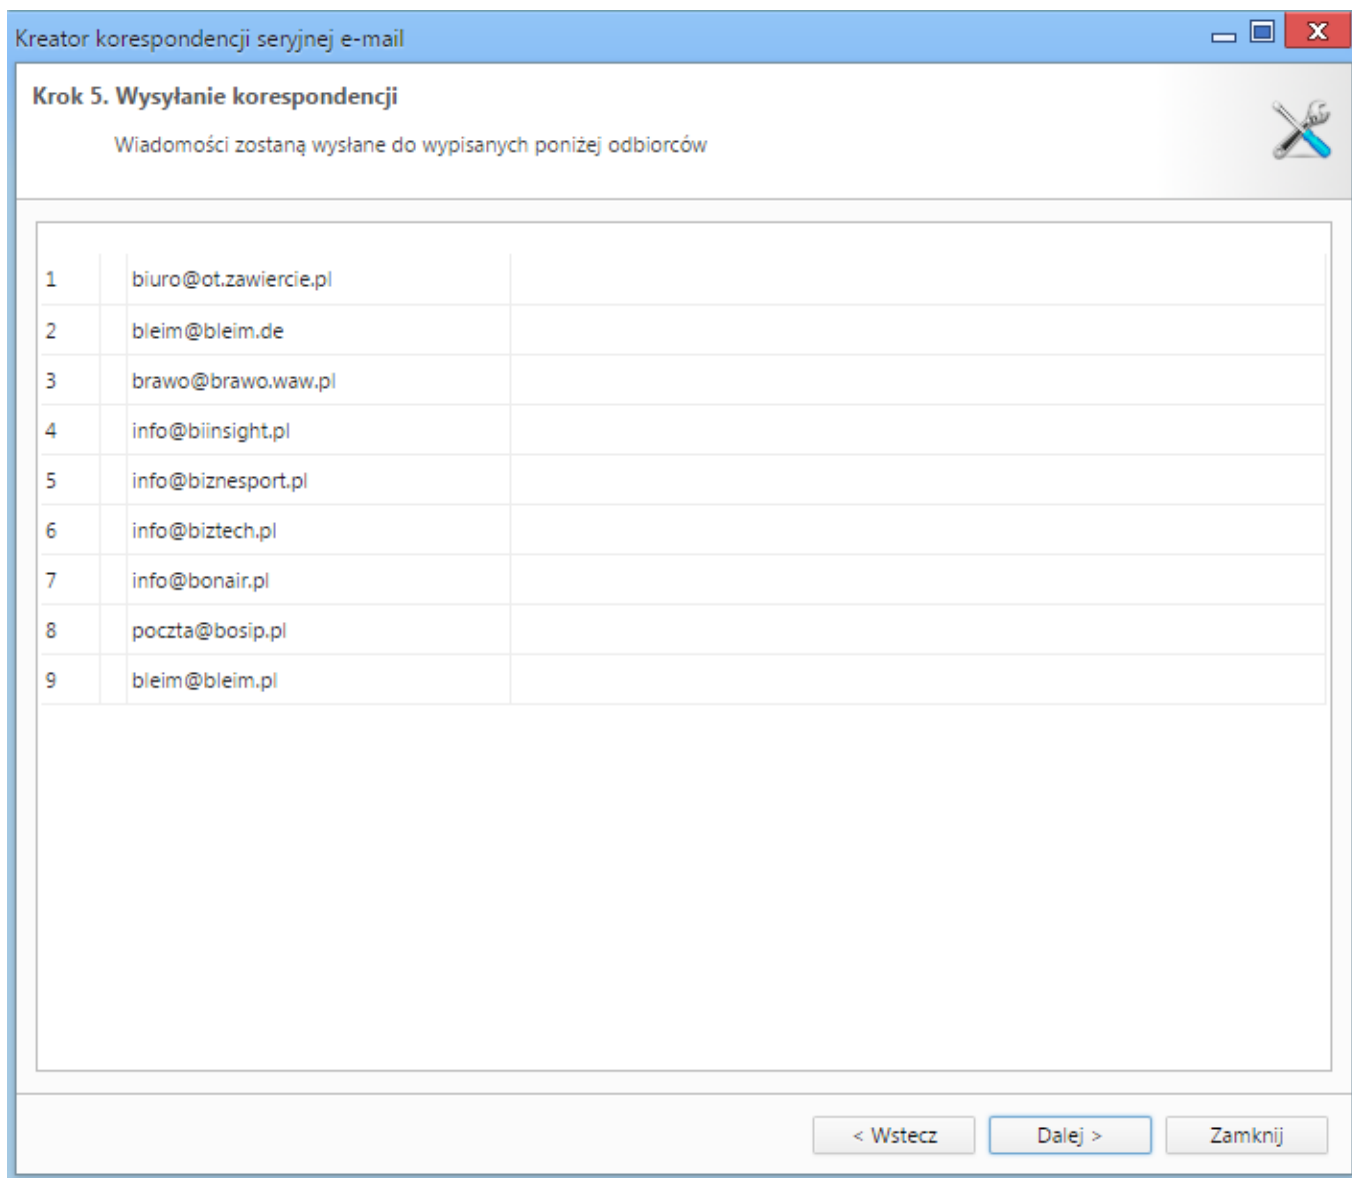 Kreator korespondencji seryjnej e-mail
Krok 5. Wysyłanie korespondencji
Wiadomości zostaną wysłane do wypisanych poniżej odbiorców
1 biuro@ot.zawiercie.pl
2 bleim@bleim.de
3 brawo@brawo.waw.pl
4 info@biinsight.pl
5 info@biznesport.pl
6 info@biztech.pl
7 info@bonair.pl
8 poczta@bosip.pl
9 bleim@bleim.pl
< Wstecz Dalej > Zamknij